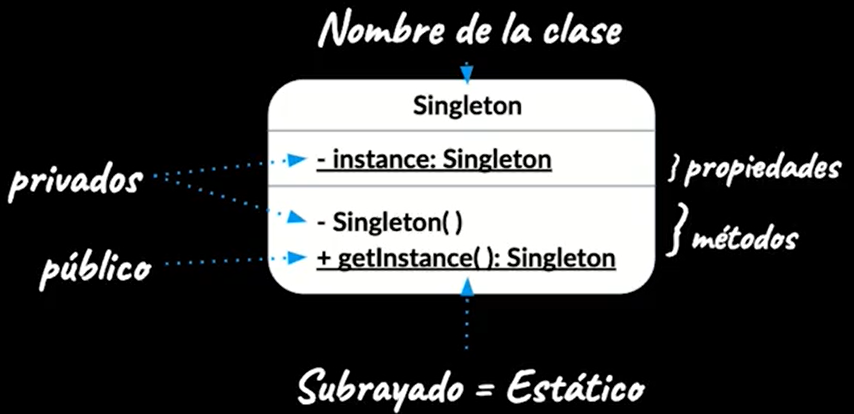 Nombre de la clase
Singleton
privados
- instance: Singleton
} propiedades
- Singleton( )
} métodos
público
+ getInstance( ): Singleton
Subrayado = Estático